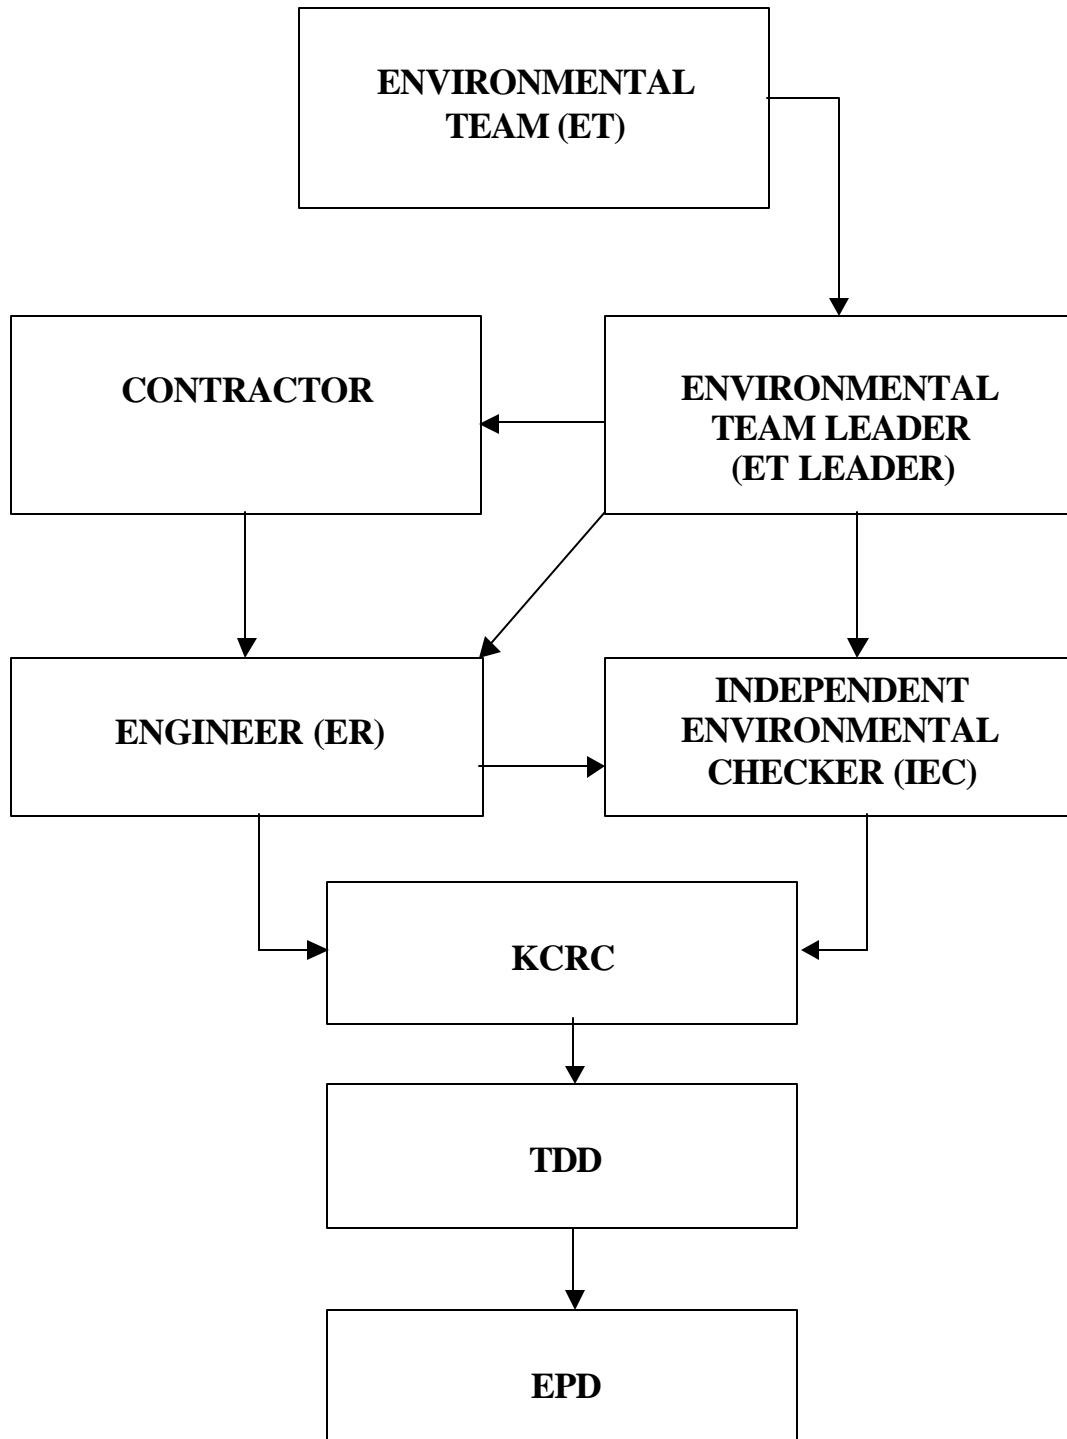 ENVIRONMENTAL
TEAM (ET)
CONTRACTOR
ENVIRONMENTAL
TEAM LEADER
(ET LEADER)
ENGINEER (ER)
INDEPENDENT
ENVIRONMENTAL
CHECKER (IEC)
KCRC
TDD
EPD